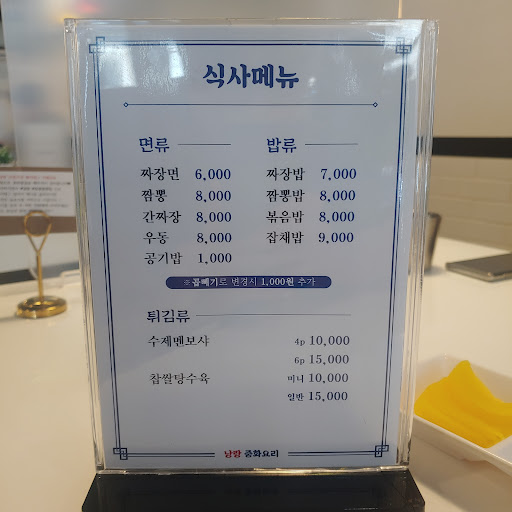 식사메뉴
면류
짜장면 6,000
짬뽕 8,000
간짜장 8,000
우동 8,000
공기밥 1,000
밥류
짜장밥 7,000
짬뽕밥 8,000
볶음밥 8,000
잡채밥 9,000
※곱빼기로 변경시 1,000원 추가
튀김류
수제멘보샤 4p 10,000
6p 15,000
찹쌀탕수육 미니 10,000
일반 15,000
남랑 중화요리